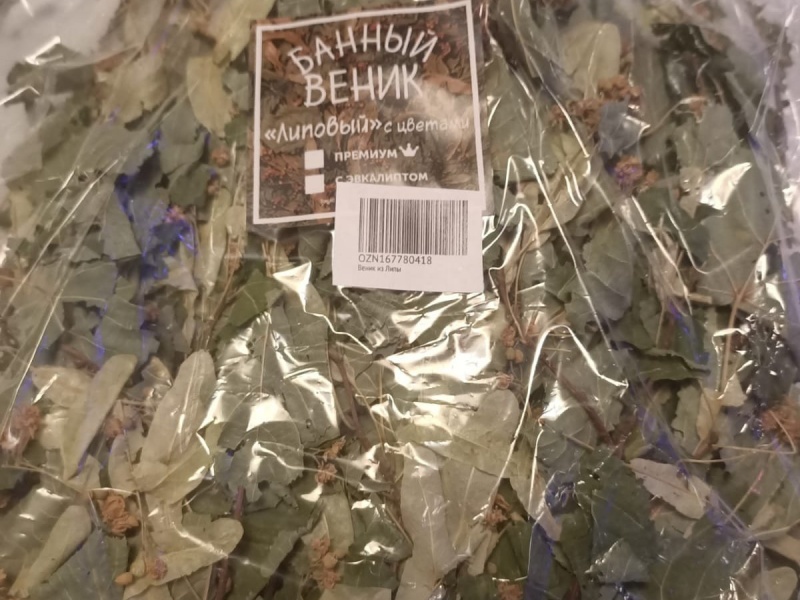 БАННЫЙ
ВЕНИК
«Липовый» с цветами
ПРЕМИУМ
С ЭВКАЛИПТОМ
OZN167780418
Веник из Липы